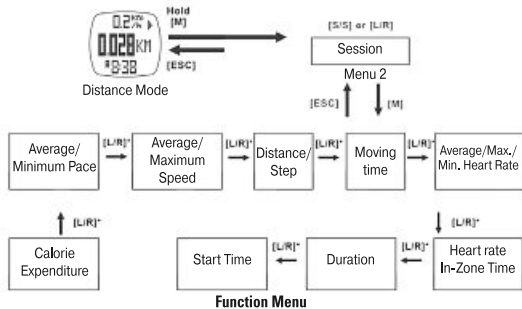 0.2 KM/h
0.028 KM
8:38
Distance Mode
Hold
[M]
[ESC]
[S/S] or [L/R]
Session
Menu 2
[ESC]
[M]
Average/
Minimum Pace
[L/R]+
Average/
Maximum
Speed
[L/R]+
Distance/
Step
[L/R]+
Moving
time
[L/R]+
Average/Max./
Min. Heart Rate
[L/R]+
[L/R]+
Calorie
Expenditure
Start Time
[L/R]+
Duration
[L/R]+
Heart rate
In-Zone Time
Function Menu